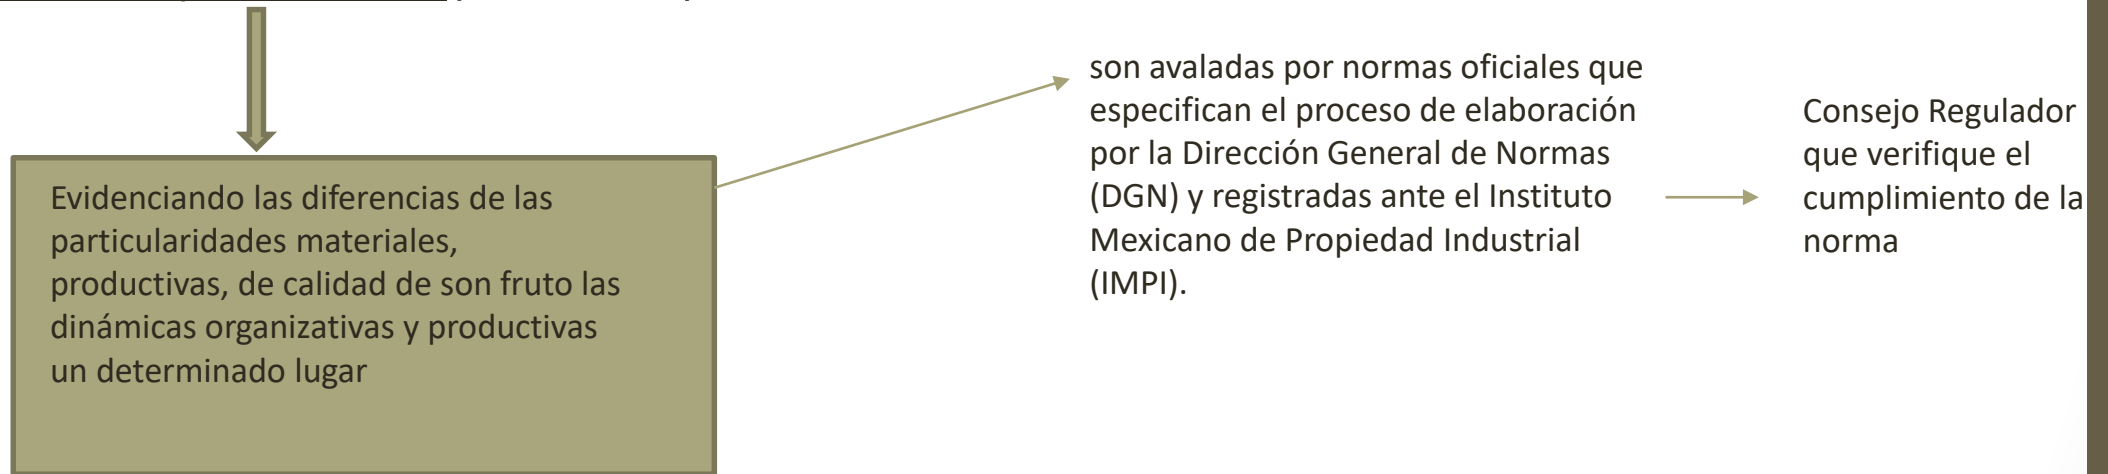 Evidenciando las diferencias de las
particularidades materiales,
productivas, de calidad de son fruto las
dinámicas organizativas y productivas
un determinado lugar
son avaladas por normas oficiales que
especifican el proceso de elaboración
por la Dirección General de Normas
(DGN) y registradas ante el Instituto
Mexicano de Propiedad Industrial
(IMPI).
Consejo Regulador
que verifique el
cumplimiento de la
norma